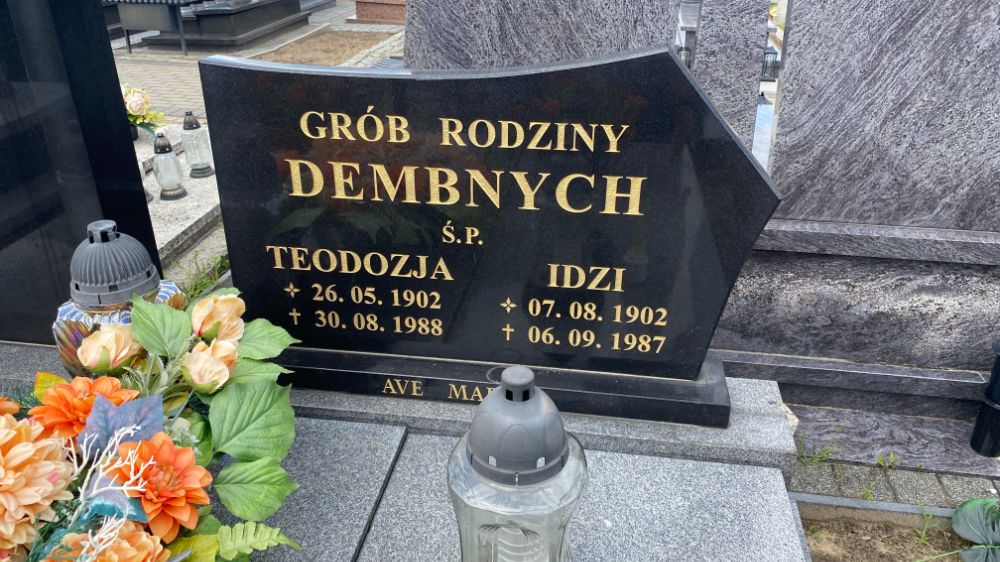 GRÓB RODZINY
DEMBNYCH
Ś.P.
TEODOZJA
26. 05. 1902
30. 08. 1988
IDZI
07. 08. 1902
06. 09. 1987
AVE